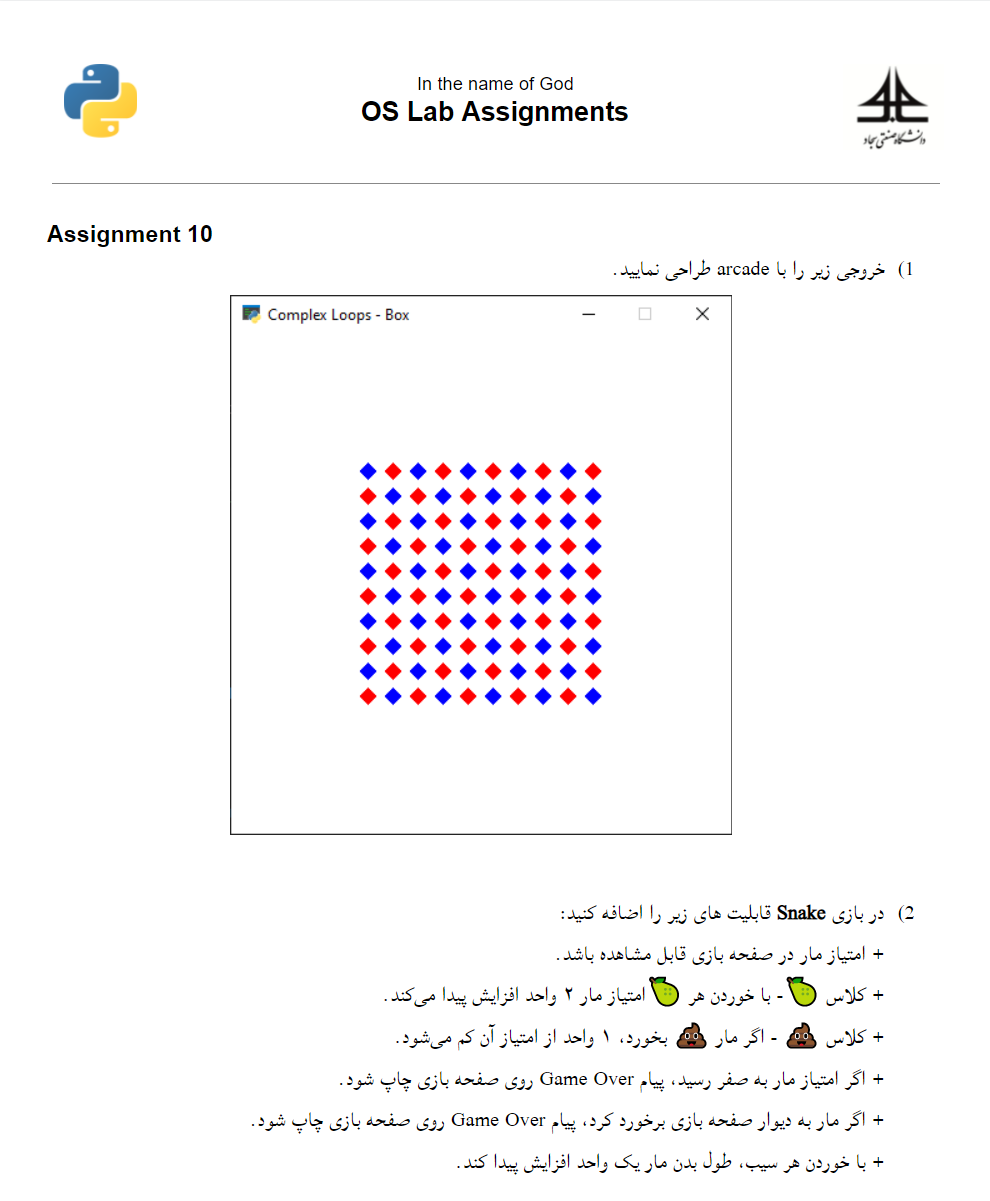 In the name of God
OS Lab Assignments
دانشگاه صنعتی سجاد
Assignment 10
1) خروجی زیر را با arcade طراحی نمایید.
Complex Loops - Box
2) در بازی Snake قابلیت های زیر را اضافه کنید:
+ امتیاز مار در صفحه بازی قابل مشاهده باشد.
+ کلاس - با خوردن هر امتیاز مار ۲ واحد افزایش پیدا می‌کند.
+ کلاس - اگر مار بخورد، ۱ واحد از امتیاز آن کم می‌شود.
+ اگر امتیاز مار به صفر رسید، پیام Game Over روی صفحه بازی چاپ شود.
+ اگر مار به دیوار صفحه بازی برخورد کرد، پیام Game Over روی صفحه بازی چاپ شود.
+ با خوردن هر سیب، طول بدن مار یک واحد افزایش پیدا کند.